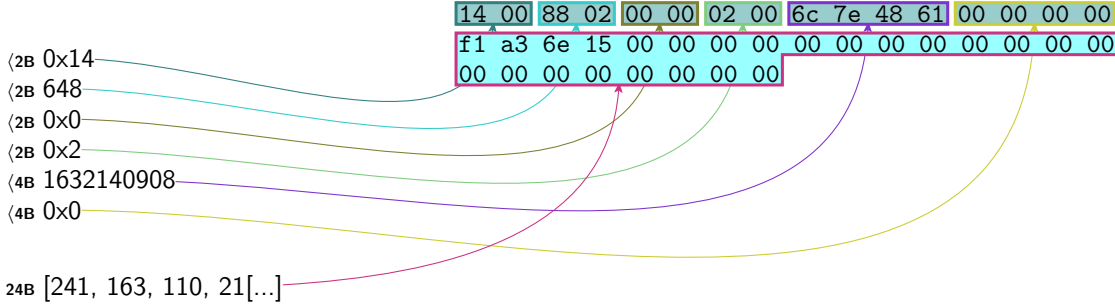 14 00 88 02 00 00 02 00 6c 7e 48 61 00 00 00 00
f1 a3 6e 15 00 00 00 00 00 00 00 00 00 00 00 00
00 00 00 00 00 00 00 00
⟨2B 0x14
⟨2B 648
⟨2B 0x0
⟨2B 0x2
⟨4B 1632140908
⟨4B 0x0
24B [241, 163, 110, 21[...]